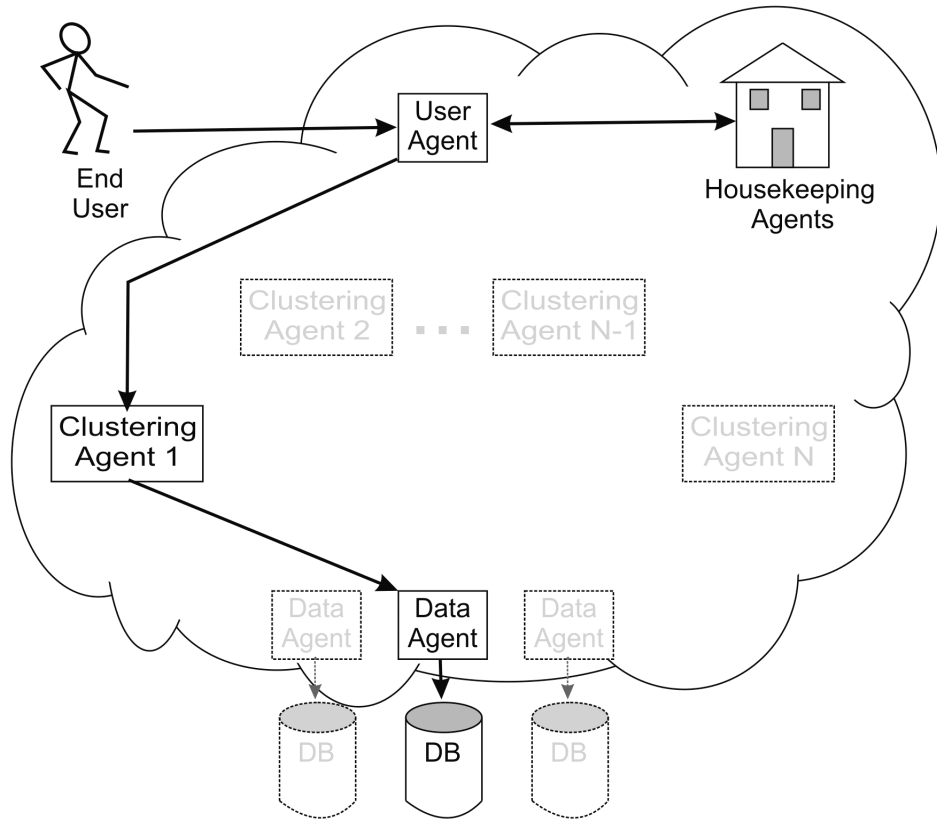 User
Agent
End
User
Housekeeping
Agents
Clustering
Agent 2
...
Clustering
Agent N-1
Clustering
Agent 1
Clustering
Agent N
Data
Agent
Data
Agent
Data
Agent
DB
DB
DB